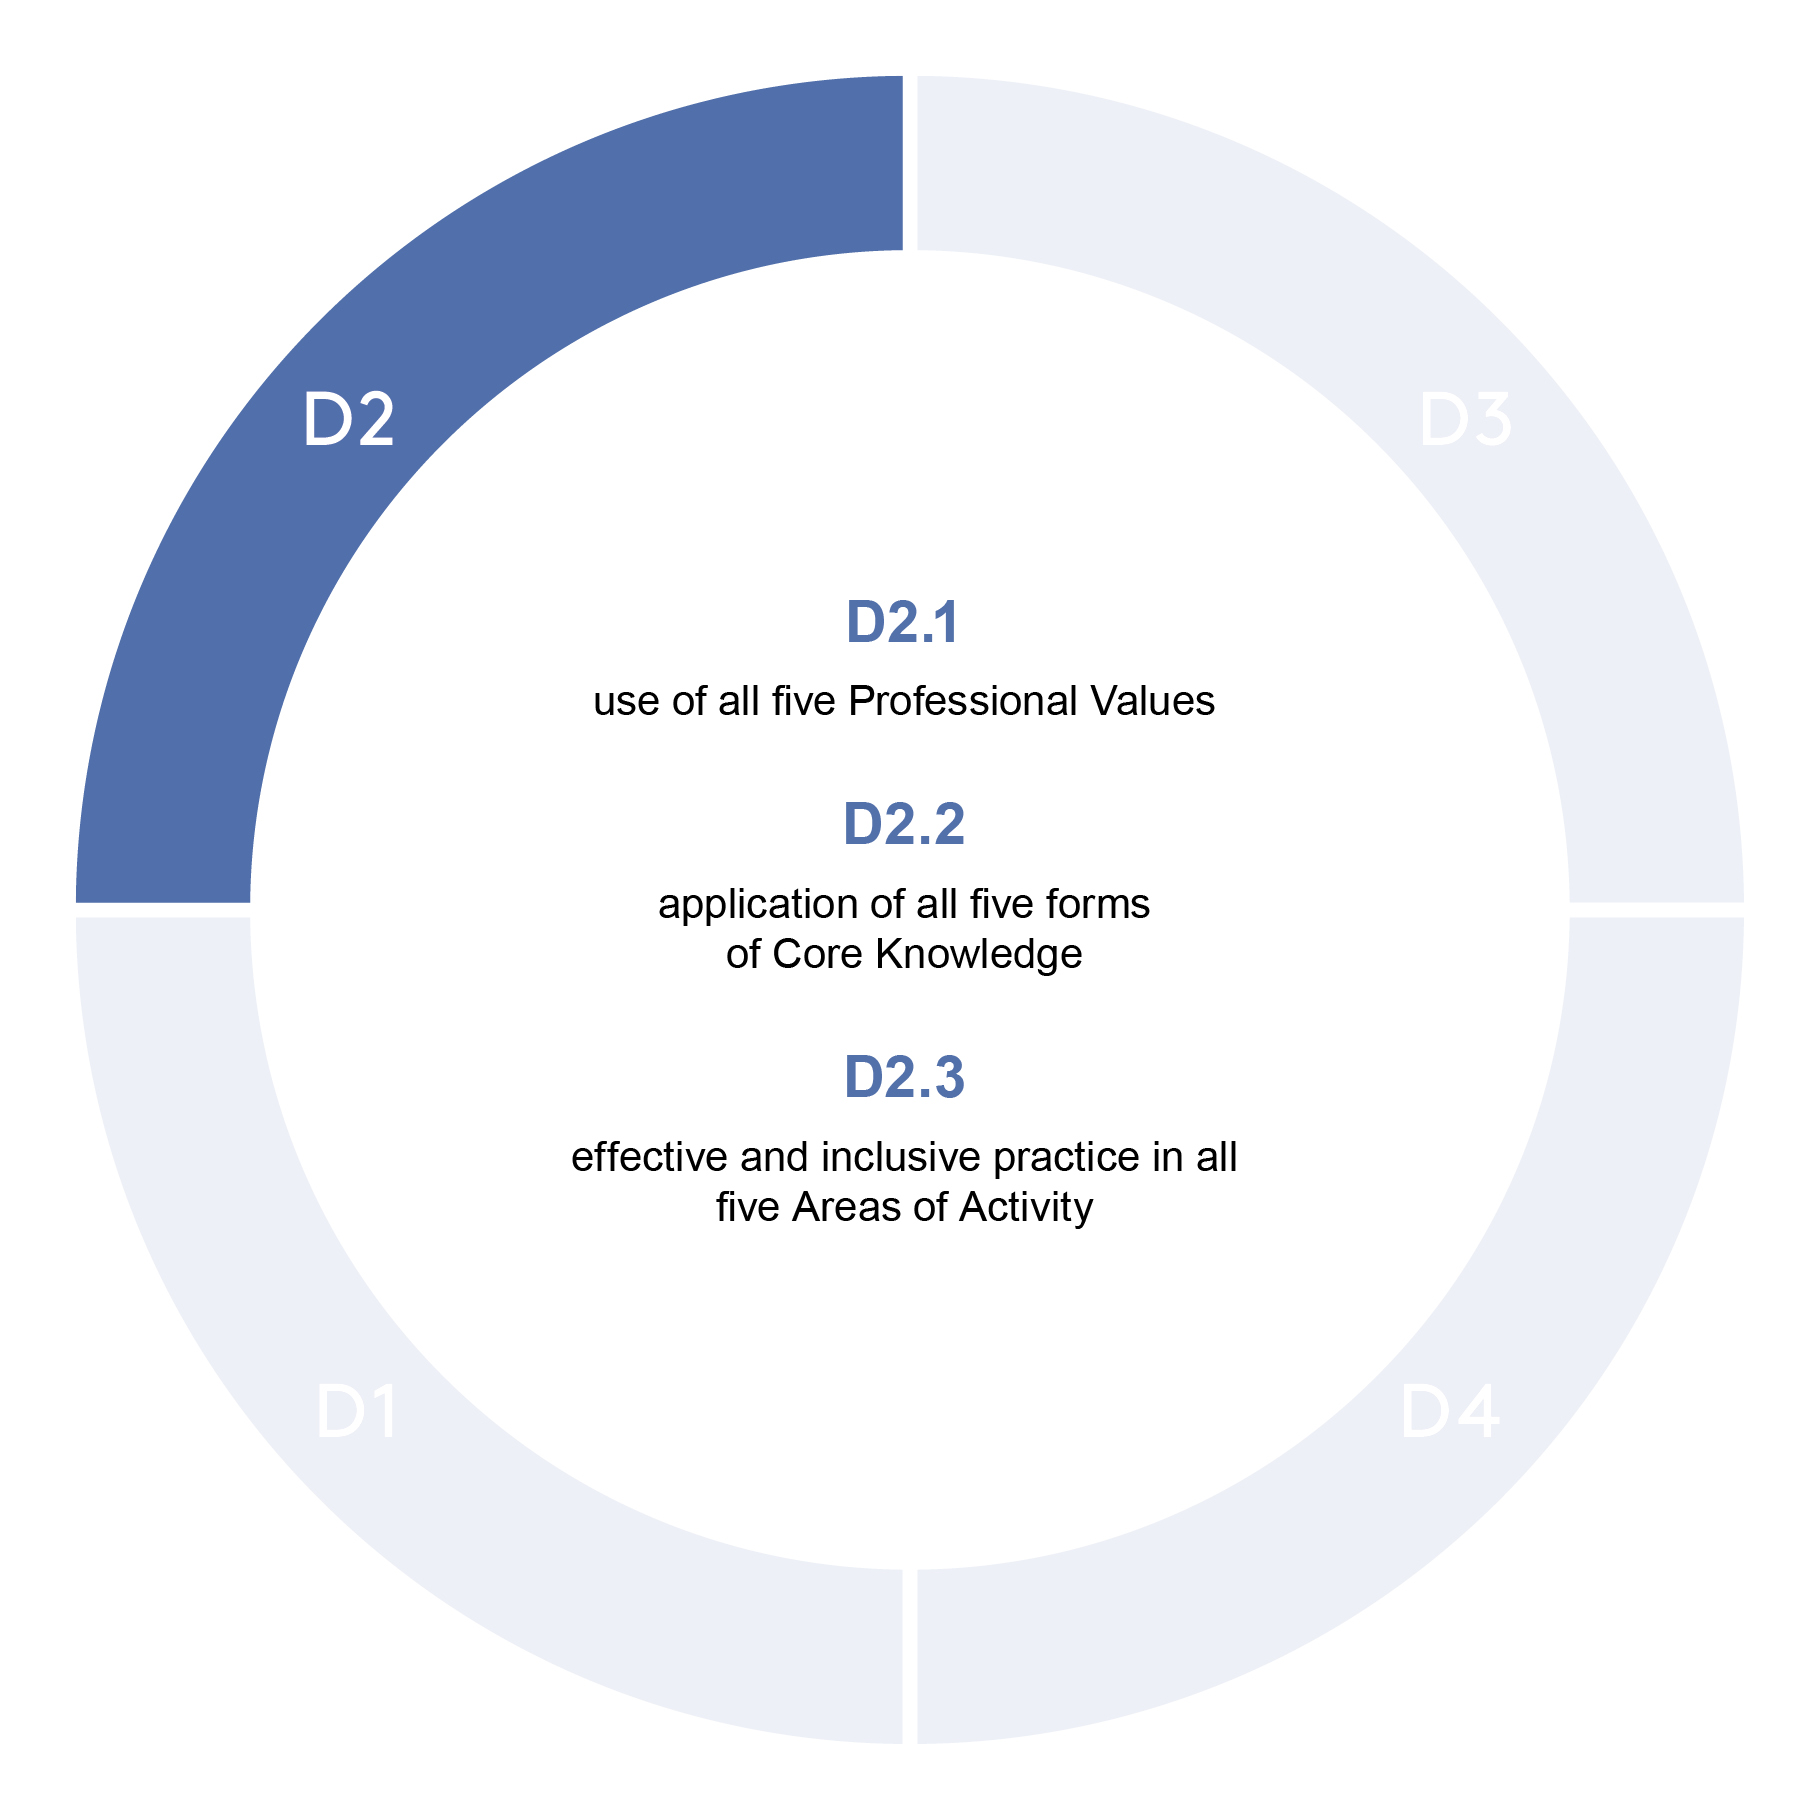 D2
D3
D2.1
use of all five Professional Values
D2.2
application of all five forms
of Core Knowledge
D2.3
effective and inclusive practice in all
five Areas of Activity
D1
D4